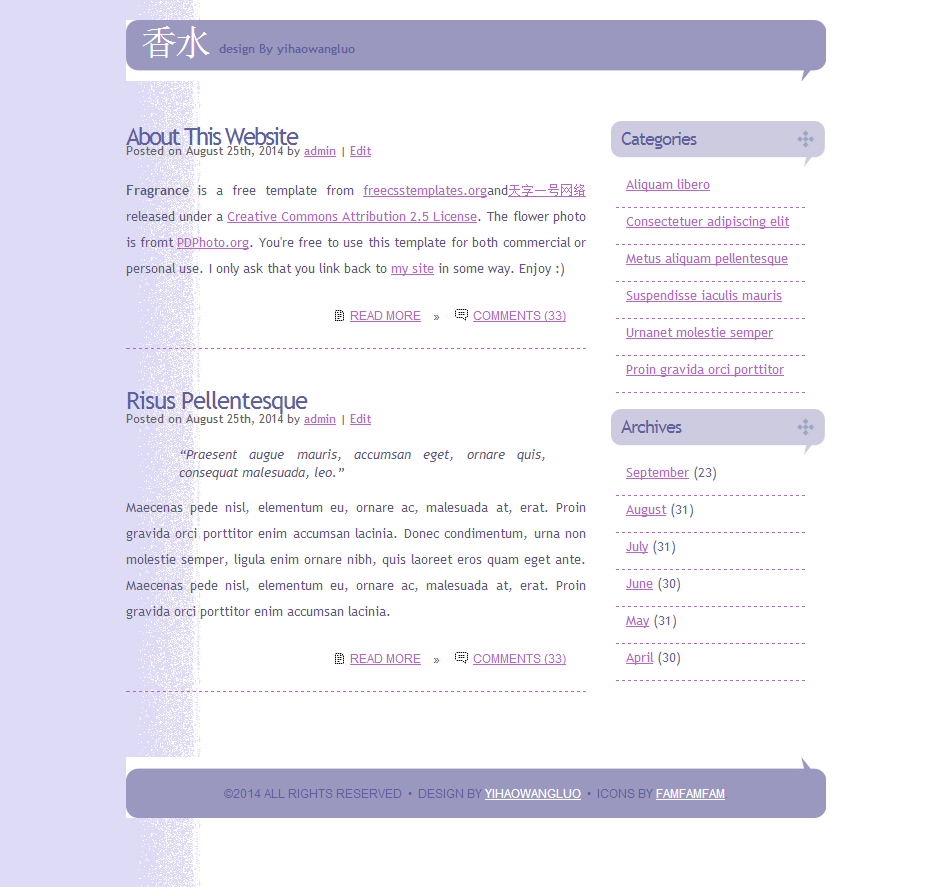 香水 design By yihaowangluo
About This Website
Posted on August 25th, 2014 by admin | Edit
Fragrance is a free template from freecsstemplates.organd天字一号网络
released under a Creative Commons Attribution 2.5 License. The flower photo
is fromt PDPhoto.org. You're free to use this template for both commercial or
personal use. I only ask that you link back to my site in some way. Enjoy :)
READ MORE » COMMENTS (33)
Risus Pellentesque
Posted on August 25th, 2014 by admin | Edit
“Praesent augue mauris, accumsan eget, ornare quis,
consequat malesuada, leo.”
Maecenas pede nisl, elementum eu, ornare ac, malesuada at, erat. Proin
gravida orci porttitor enim accumsan lacinia. Donec condimentum, urna non
molestie semper, ligula enim ornare nibh, quis laoreet eros quam eget ante.
Maecenas pede nisl, elementum eu, ornare ac, malesuada at, erat. Proin
gravida orci porttitor enim accumsan lacinia.
READ MORE » COMMENTS (33)
Categories
Aliquam libero
Consectetuer adipiscing elit
Metus aliquam pellentesque
Suspendisse iaculis mauris
Urnanet molestie semper
Proin gravida orci porttitor
Archives
September (23)
August (31)
July (31)
June (30)
May (31)
April (30)
©2014 ALL RIGHTS RESERVED • DESIGN BY YIHAOWANGLUO • ICONS BY FAMFAMFAM